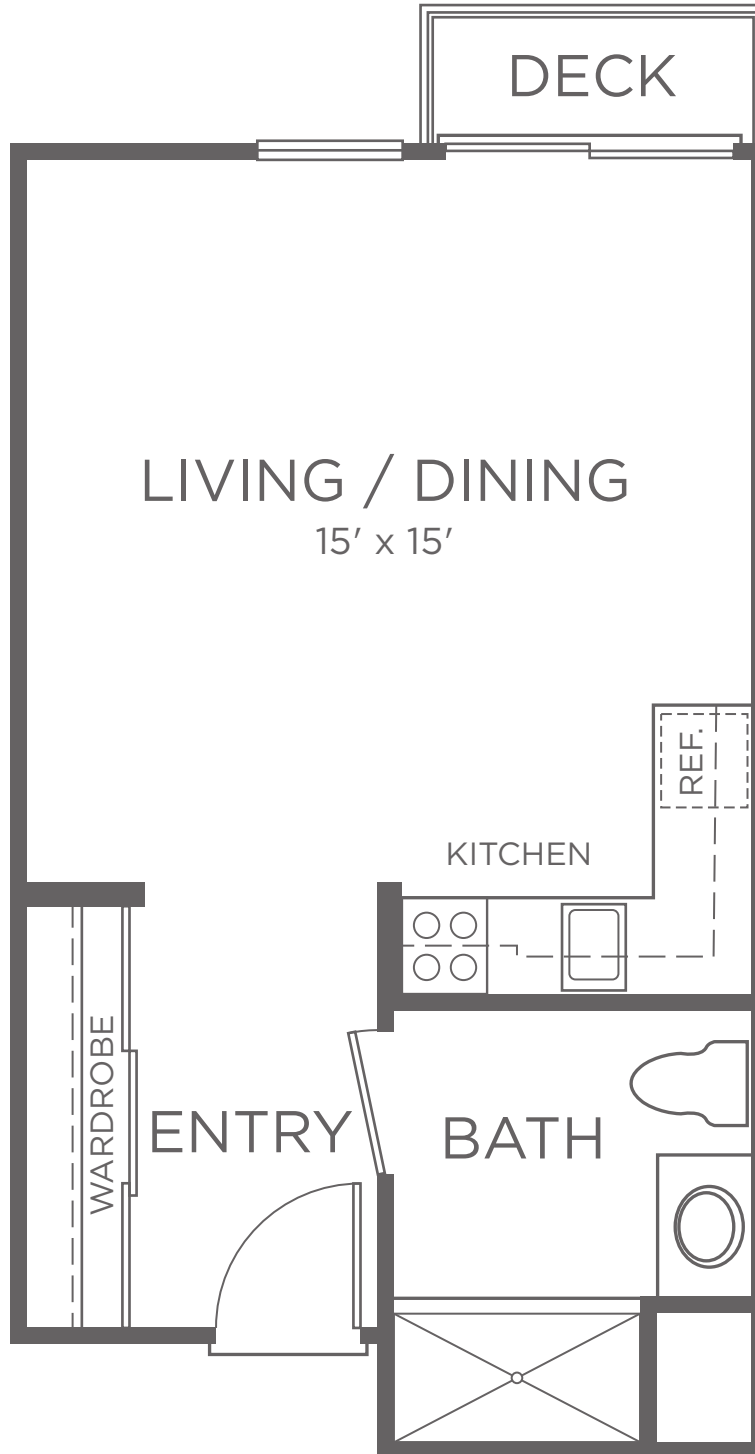 DECK
LIVING / DINING
15' x 15'
REF.
KITCHEN
WARDROBE
ENTRY
BATH